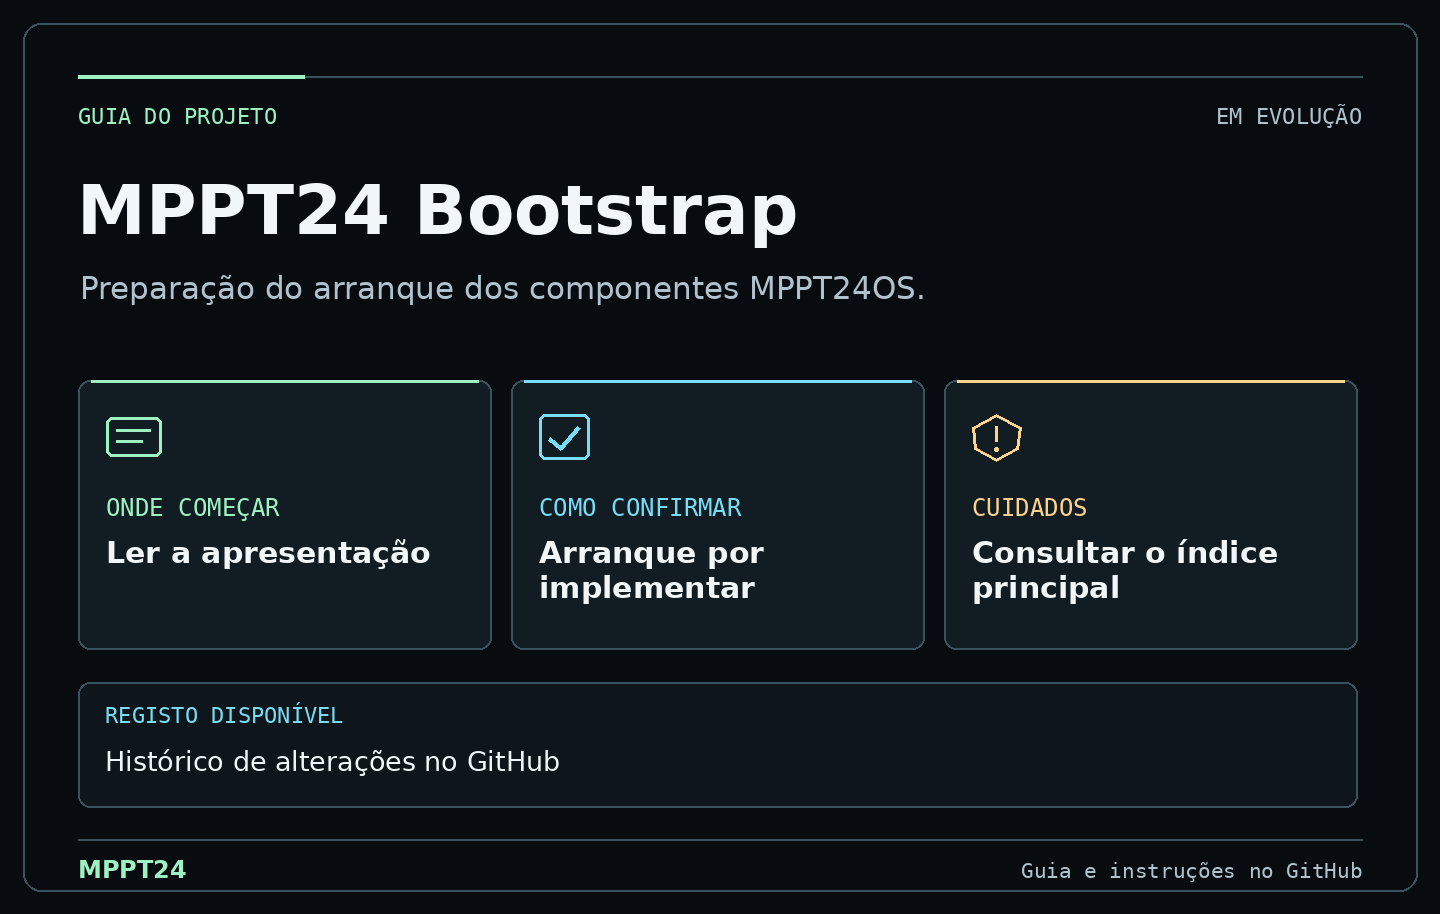 GUIA DO PROJETO
EM EVOLUÇÃO
MPPT24 Bootstrap
Preparação do arranque dos componentes MPPT24OS.
ONDE COMEÇAR
Ler a apresentação
COMO CONFIRMAR
Arranque por
implementar
CUIDADOS
Consultar o índice
principal
REGISTO DISPONÍVEL
Histórico de alterações no GitHub
MPPT24
Guia e instruções no GitHub